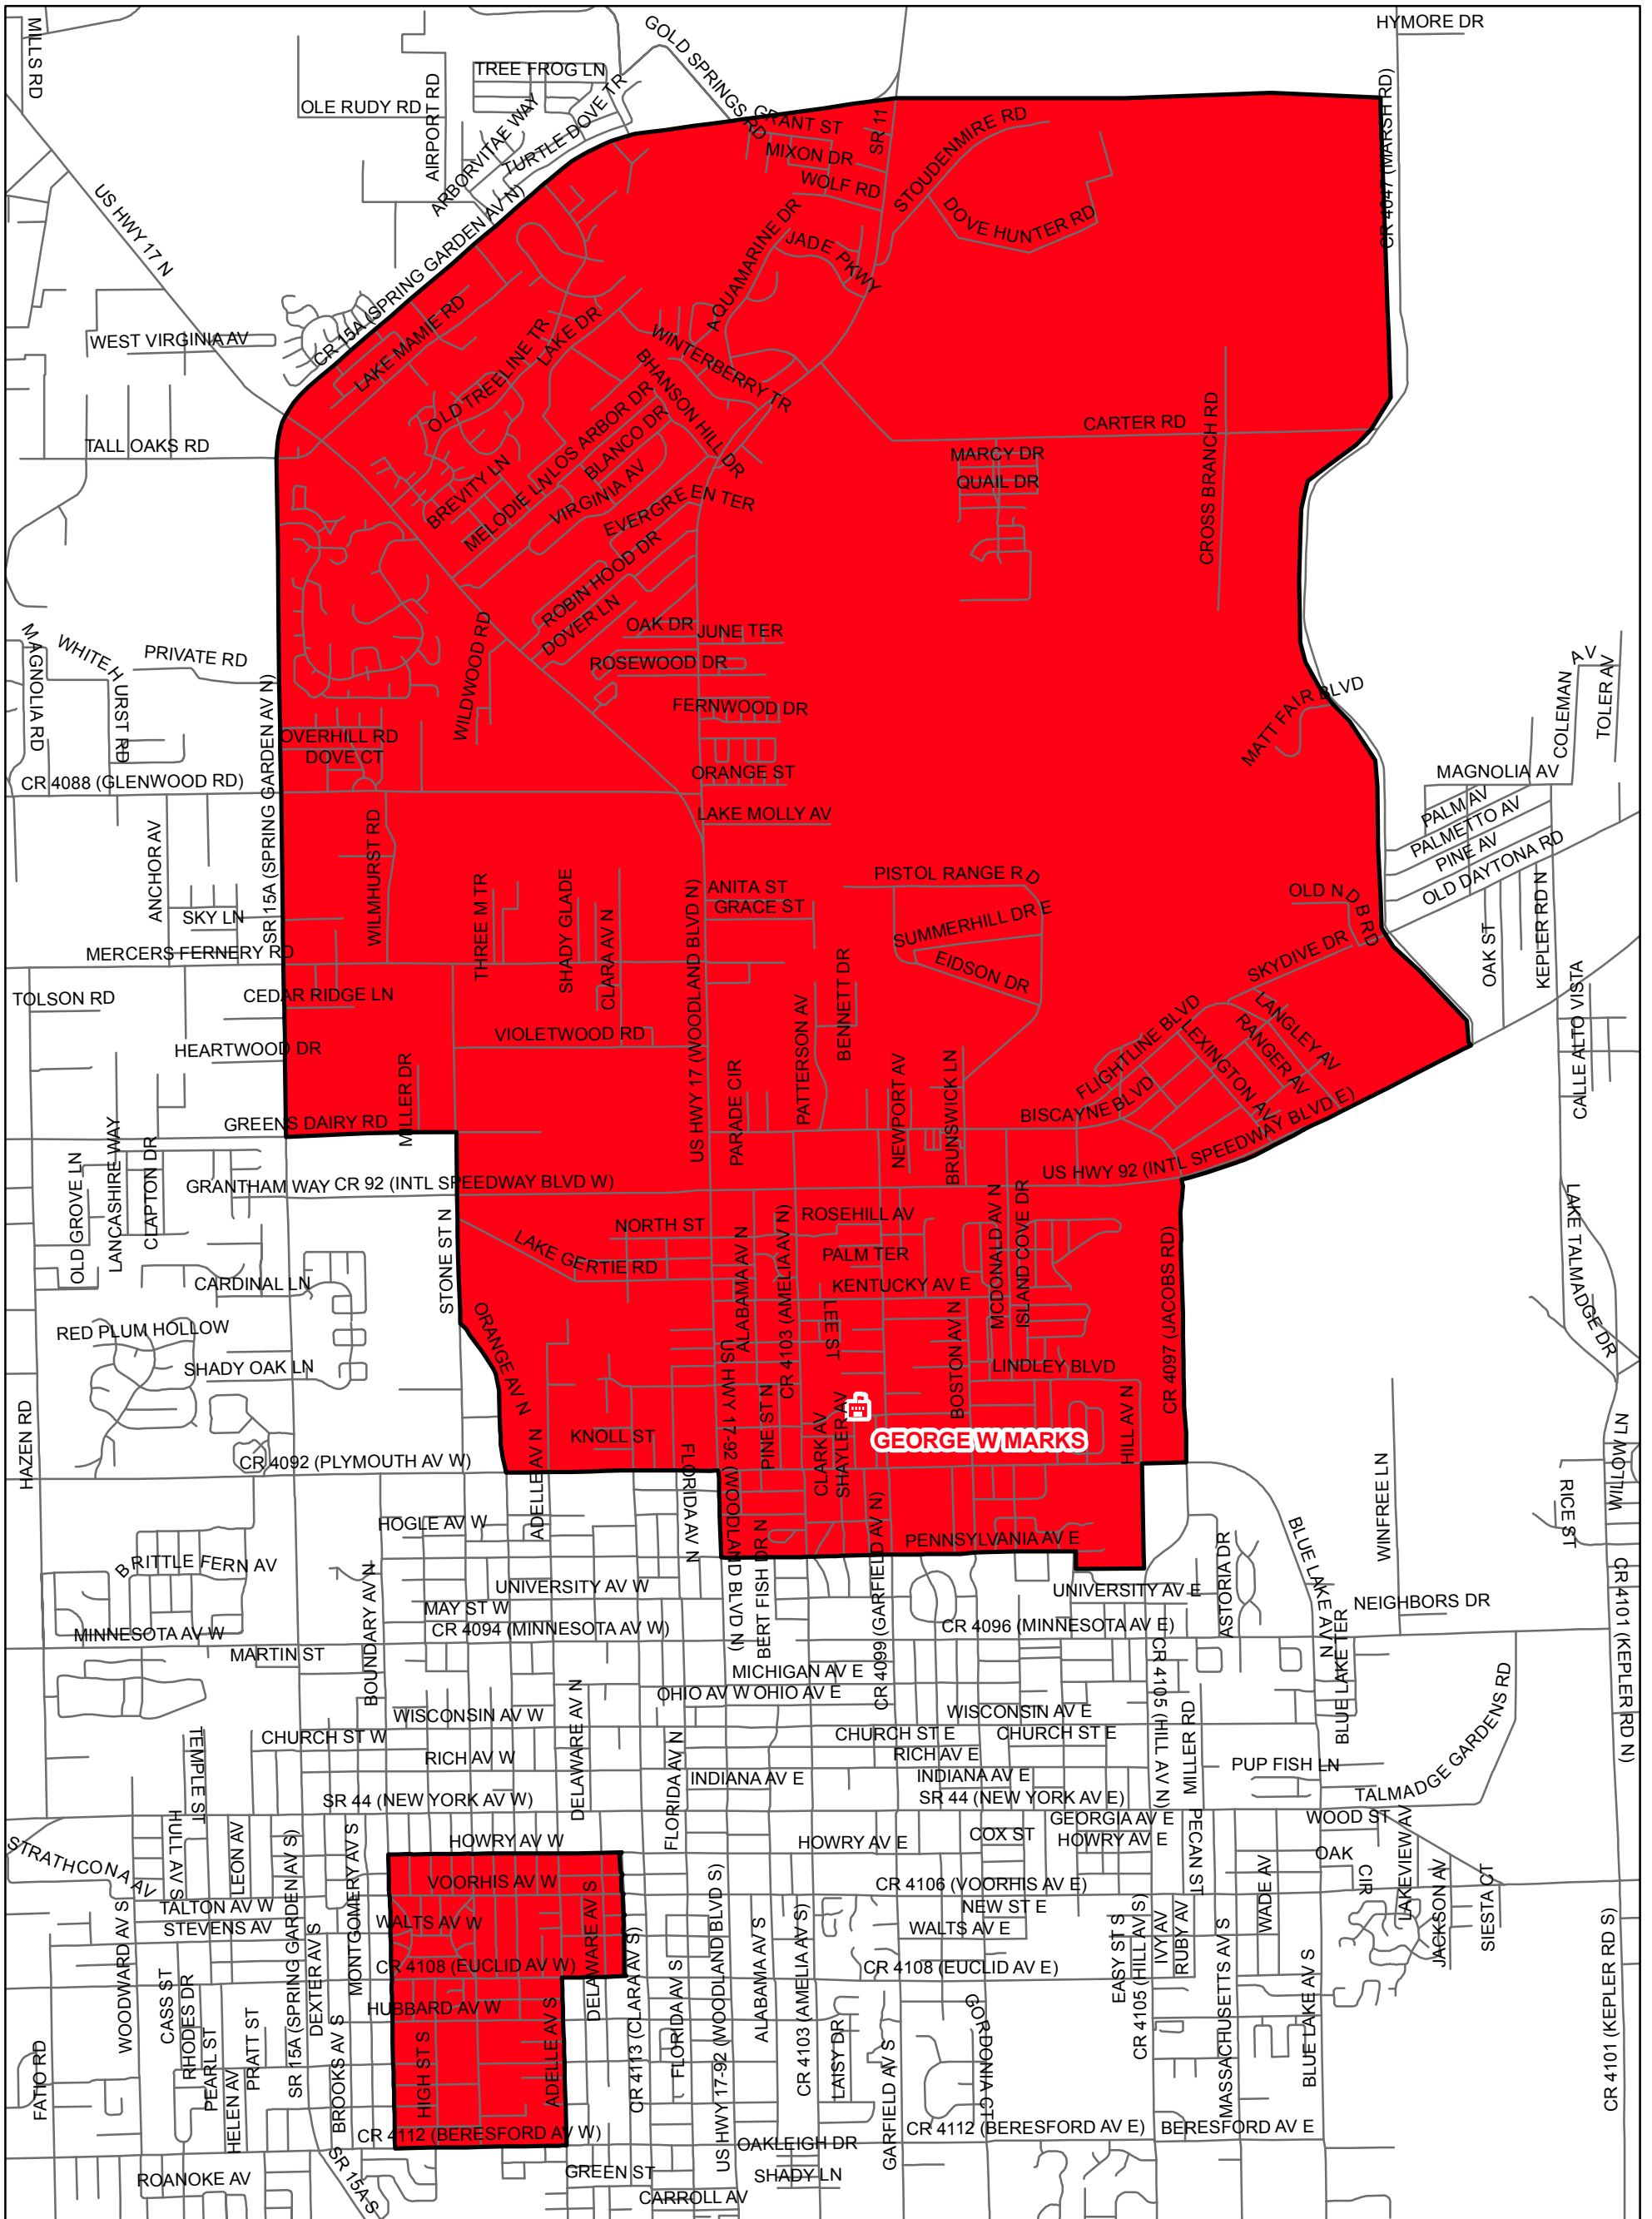 HYMORE DR
MILLS RD
GOLD SPRINGS RD
TREE FROG LN
OLE RUDY RD
AIRPORT RD
ARBORVITAE WAY
TURTLE DOVE TR
GRANT ST
MIXON DR
WOLF RD
SR 11
STOUDENMIRE RD
DOVE HUNTER RD
CR 4047 (MARSH RD)
US HWY 17 N
CR 15A (SPRING GARDEN AV N)
AQUAMARINE DR
JADE PKWY
WEST VIRGINIA AV
LAKE MAMIE RD
OLD TREELINE TR
LAKE DR
WINTERBERRY TR
BHANSON HILL DR
TALL OAKS RD
LOS ARBOR DR
BLANCO DR
BREVITY LN
MELODIE LN
VIRGINIA AV
EVERGREEN TER
CARTER RD
MARCY DR
QUAIL DR
CROSS BRANCH RD
ROBIN HOOD DR
DOVER LN
OAK DR
JUNE TER
ROSEWOOD DR
WILDWOOD RD
FERNWOOD DR
MAGNOLIA RD
WHITEHURST RD
PRIVATE RD
SR 15A (SPRING GARDEN AV N)
OVERHILL RD
DOVE CT
ORANGE ST
MATT FAIR BLVD
COLEMAN AV
TOLER AV
MAGNOLIA AV
CR 4088 (GLENWOOD RD)
LAKE MOLLY AV
PALM AV
PALMETTO AV
PINE AV
OLD DAYTONA RD
ANCHOR AV
WILMHURST RD
SKY LN
THREE M TR
SHADY GLADE
CLARA AV N
US HWY 17 (WOODLAND BLVD N)
ANITA ST
GRACE ST
PISTOL RANGE RD
SUMMERHILL DR E
EIDSON DR
OLD N D B RD
OAK ST
KEPLER RD N
MERCERS FERNERY RD
SKYDIVE DR
TOLSON RD
CEDAR RIDGE LN
HEARTWOOD DR
VIOLETWOOD RD
PATTERSON AV
BENNETT DR
FLIGHTLINE BLVD
LANGLEY AV
RANGER AV
LEXINGTON AV
BISCAYNE BLVD
CALLE ALTO VISTA
GREENS DAIRY RD
MILLER DR
PARADE CIR
NEWPORT AV
BRUNSWICK LN
US HWY 92 (INTL SPEEDWAY BLVD E)
OLD GROVE LN
LANCASHIRE WAY
CLAPTON DR
GRANTHAM WAY
CR 92 (INTL SPEEDWAY BLVD W)
STONE ST N
NORTH ST
LAKE GERTIE RD
ALABAMA AV N
CR 4103 (AMELIA AV N)
ROSEHILL AV
PALM TER
KENTUCKY AV E
MCDONALD AV N
ISLAND COVE DR
CR 4097 (JACOBS RD)
LAKE TALMADGE DR
CARDINAL LN
RED PLUM HOLLOW
SHADY OAK LN
ORANGE AV N
LEE ST
BOSTON AV N
LINDLEY BLVD
US HWY 17-92 (WOODLAND BLVD N)
PINE ST N
CLARK AV
SHAYLER AV
GEORGE W MARKS
HILL AV N
HAZEN RD
KNOLL ST
ADELLE AV N
FLORIDA AV N
CR 4092 (PLYMOUTH AV W)
WINFREE LN
WILLOW LN
RICE ST
HOGLE AV W
BERT FISH DR N
CR 4099 (GARFIELD AV N)
PENNSYLVANIA AV E
ASTORIA DR
BLUE LAKE AV N
BRITTLE FERN AV
BOUNDARY AV N
UNIVERSITY AV W
UNIVERSITY AV E
MAY ST W
NEIGHBORS DR
CR 4101 (KEPLER RD N)
MINNESOTA AV W
CR 4094 (MINNESOTA AV W)
CR 4096 (MINNESOTA AV E)
MARTIN ST
MICHIGAN AV E
OHIO AV W
OHIO AV E
DELAWARE AV N
CR 4105 (HILL AV N)
MILLER RD
BLUE LAKE TER
TALMADGE GARDENS RD
WISCONSIN AV W
WISCONSIN AV E
TEMPLE ST
CHURCH ST W
CHURCH ST E
CHURCH ST E
RICH AV W
RICH AV E
FLORIDA AV N
INDIANA AV E
INDIANA AV E
PUP FISH LN
SR 44 (NEW YORK AV W)
SR 44 (NEW YORK AV E)
GEORGIA AV E
WOOD ST
STRATHCONA AV
HULL AV S
LEON AV
HOWRY AV W
HOWRY AV E
COX ST
HOWRY AV E
PECAN ST
OAK CIR
LAKEVIEW AV
VOORHIS AV W
CR 4106 (VOORHIS AV E)
WADE AV
JACKSON AV
SIESTA CT
TALTON AV W
STEVENS AV
WALTS AV W
NEW ST E
WALTS AV E
SR 15A (SPRING GARDEN AV S)
MONTGOMERY AV S
DEXTER AV S
DELAWARE AV S
CR 4108 (EUCLID AV W)
CR 4108 (EUCLID AV E)
EASY ST S
IVY AV
RUBY AV
MASSACHUSETTS AV S
BLUE LAKE AV S
WOODWARD AV S
CASS ST
RHODES DR
PEARL ST
PRATT ST
HELEN AV
BROOKS AV S
HUBBARD AV W
HIGH ST S
ADELLE AV S
CR 4113 (CLARA AV S)
FLORIDA AV S
US HWY 17-92 (WOODLAND BLVD S)
ALABAMA AV S
CR 4103 (AMELIA AV S)
LAISY DR
GARFIELD AV S
GORDONIA CT
CR 4105 (HILL AV S)
CR 4101 (KEPLER RD S)
FATIO RD
CR 4112 (BERESFORD AV W)
CR 4112 (BERESFORD AV E)
BERESFORD AV E
OAKLEIGH DR
ROANOKE AV
SR 15A S
GREEN ST
SHADY LN
CARROLL AV